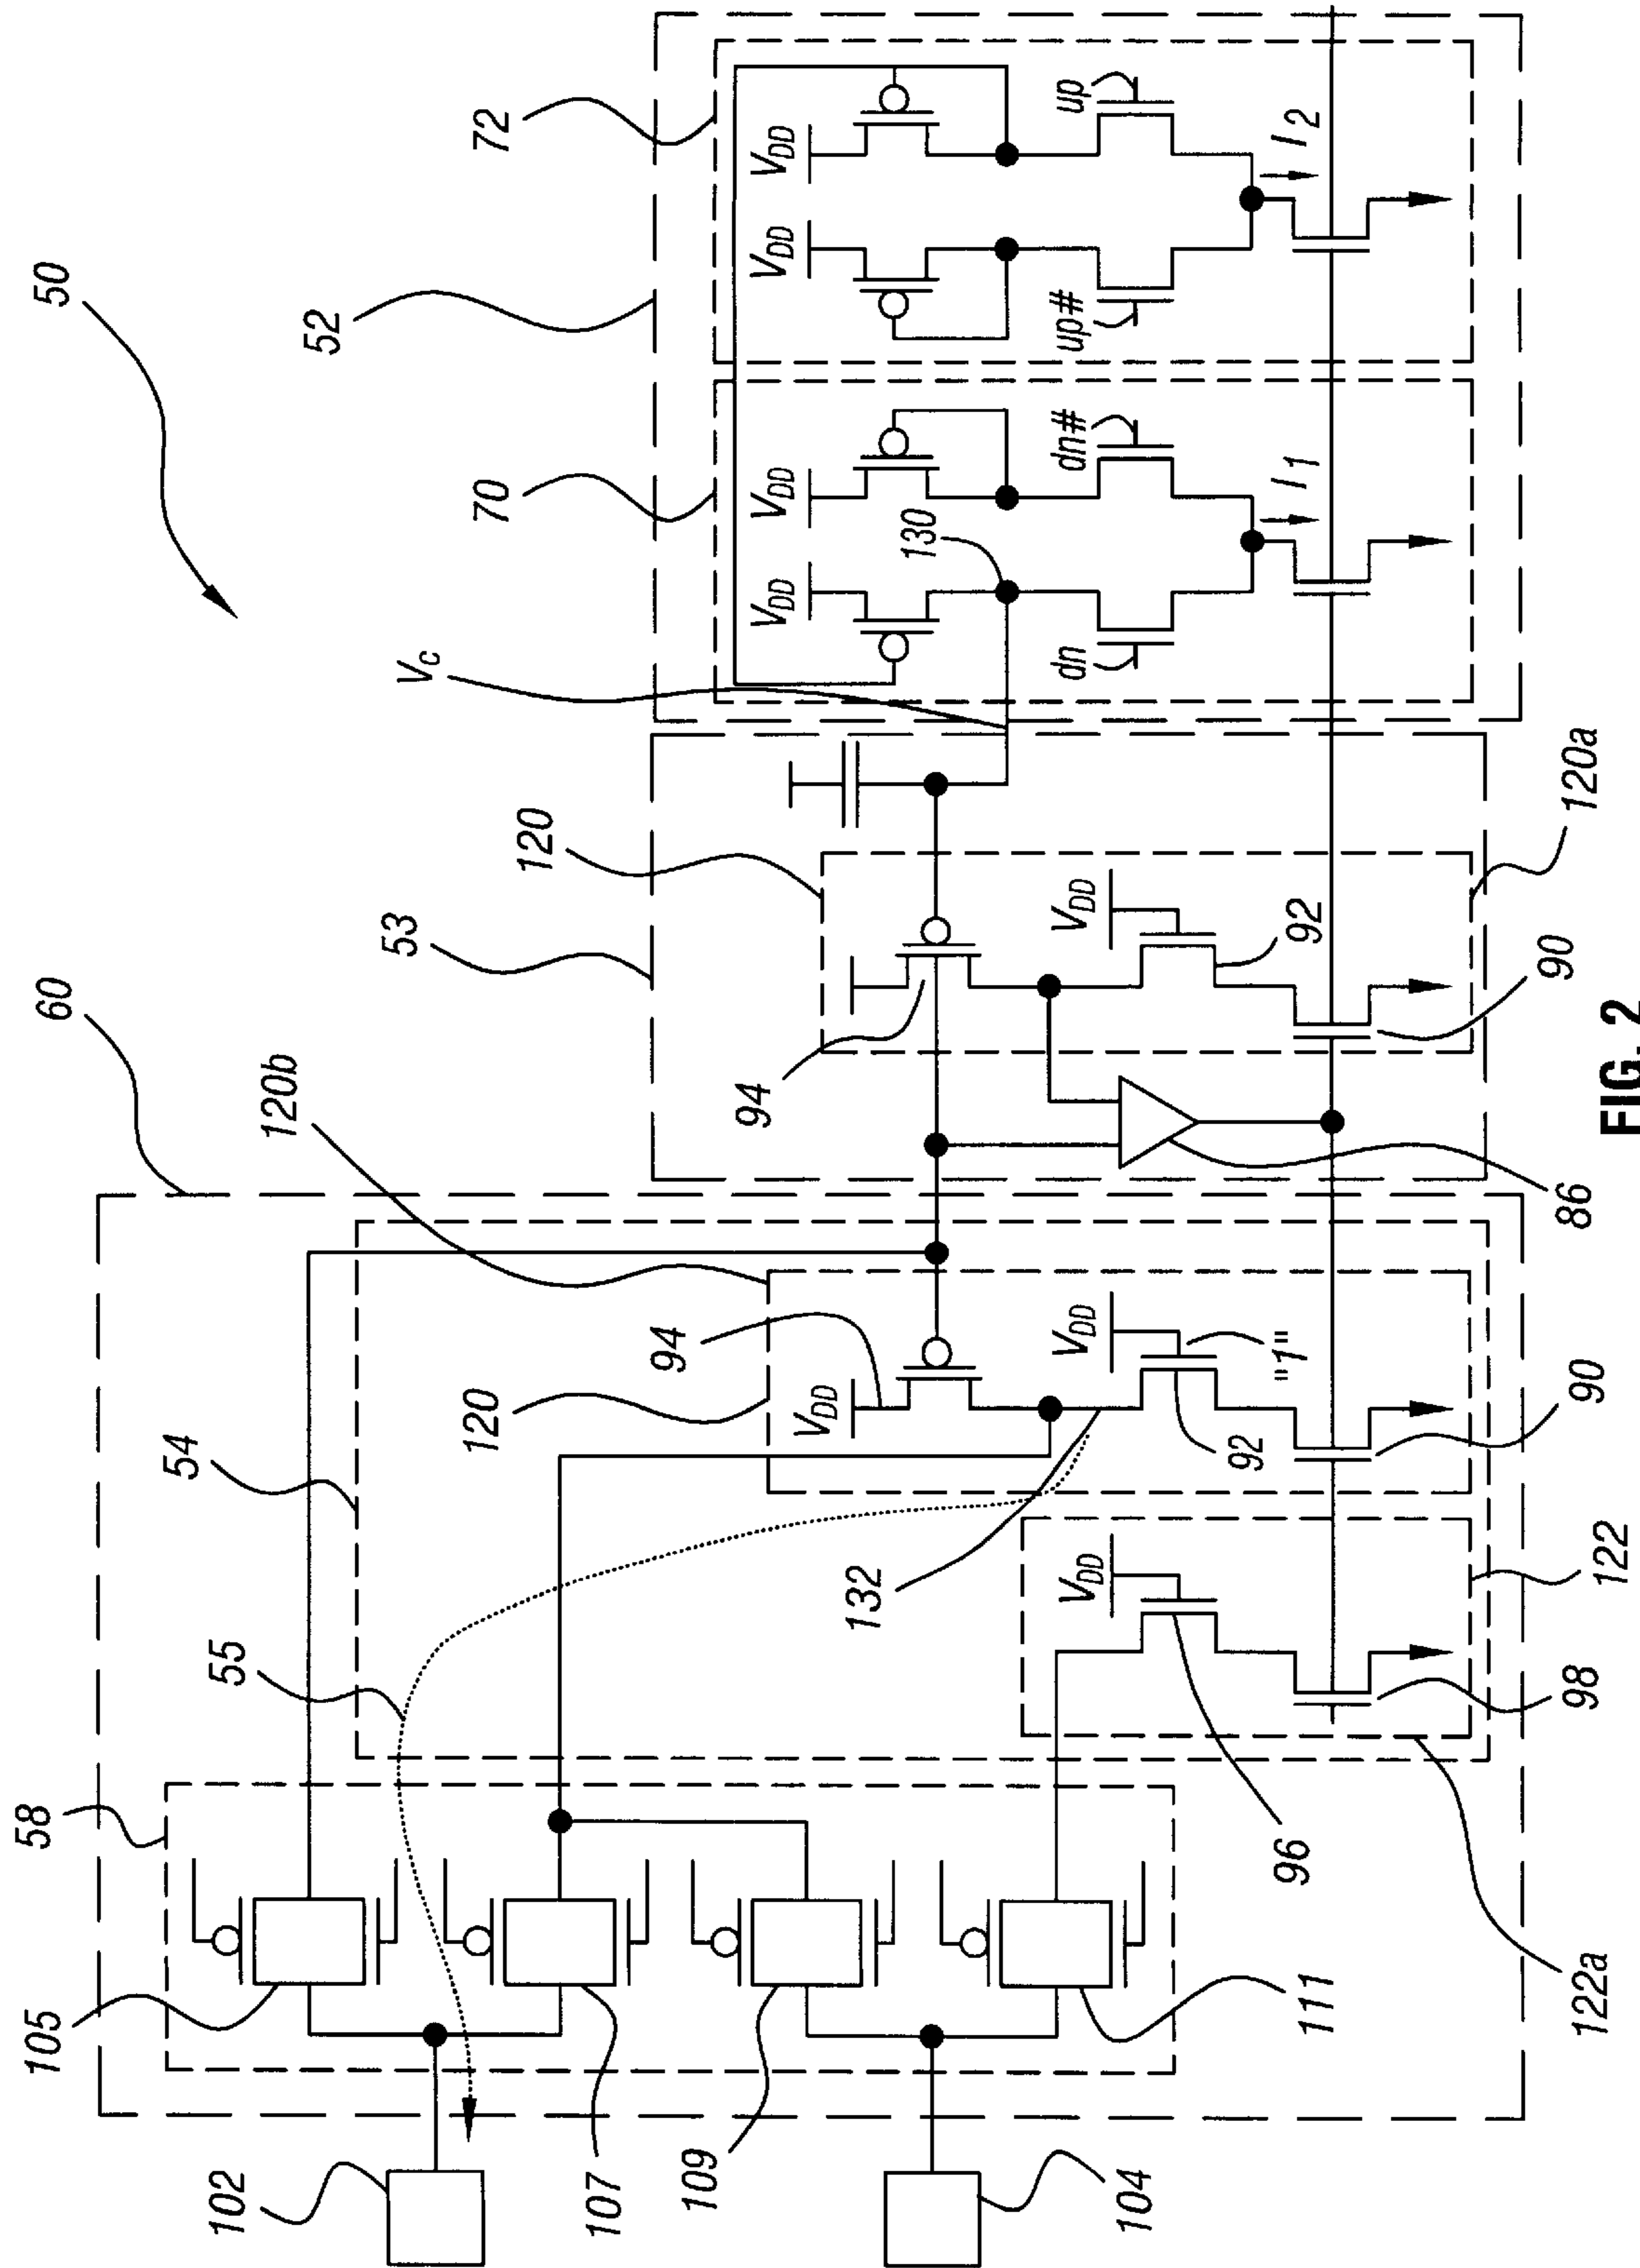 50
52
72
70
V_DD
V_DD
V_DD
V_DD
up
up#
dn#
dn
130
I_2
I_1
V_C
53
120
120a
94
V_DD
92
90
86
60
120b
54
120
94
V_DD
V_DD
"1"
92
90
132
55
V_DD
122
98
96
122a
58
105
107
109
111
102
104
FIG. 2